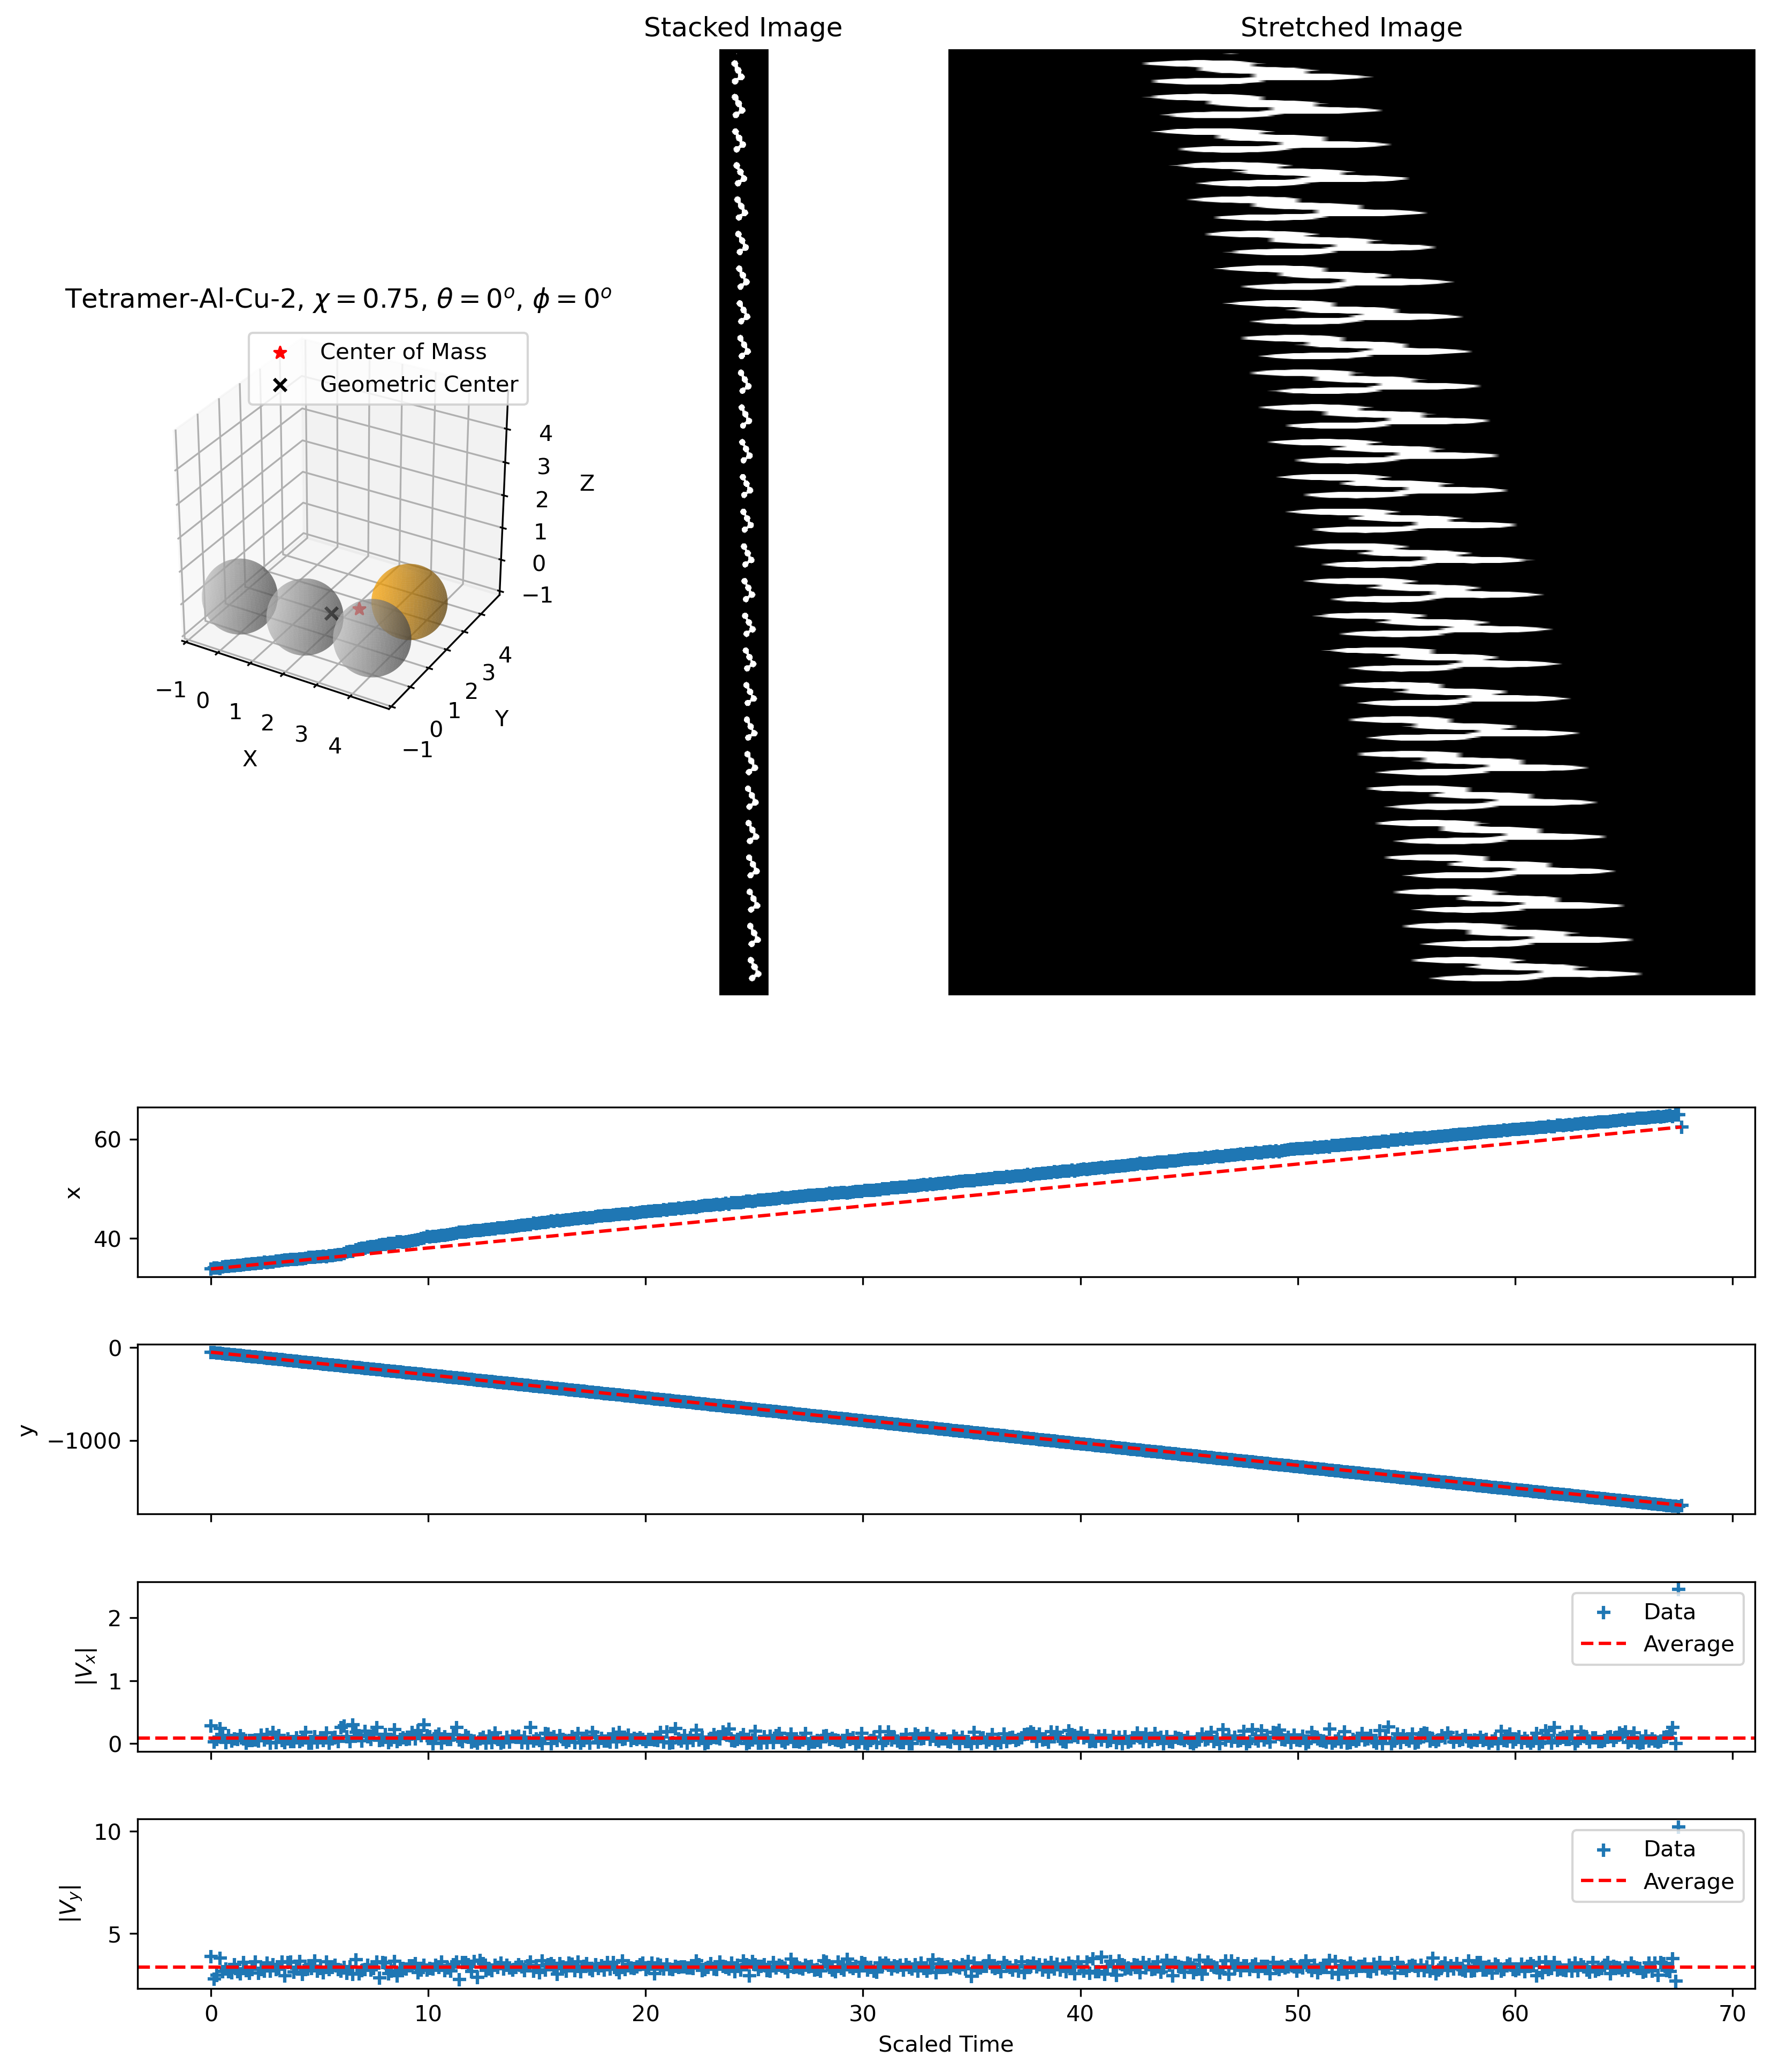 Stacked Image
Stretched Image
Tetramer-Al-Cu-2, χ = 0.75, θ = 0°, ϕ = 0°
Center of Mass
Geometric Center
4
3
2
1
0
−1
Z
−1
0
1
2
3
4
X
−1
0
1
2
3
4
Y
60
40
x
0
−1000
y
2
1
0
|Vₓ|
Data
Average
10
5
|V_y|
Data
Average
0 10 20 30 40 50 60 70
Scaled Time